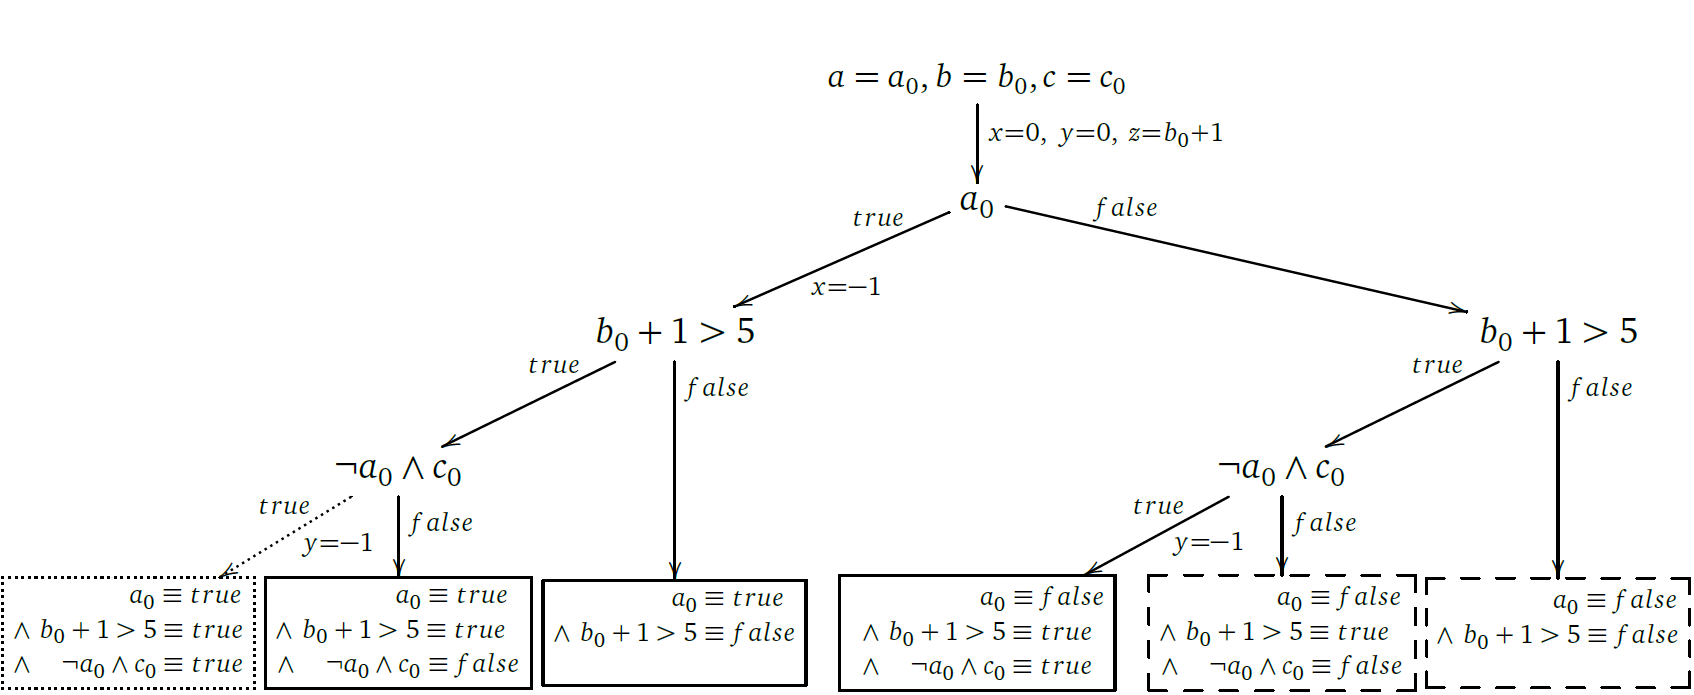 a = a₀, b = b₀, c = c₀
x=0, y=0, z=b₀+1
a₀
true
false
x=−1
b₀ + 1 > 5
b₀ + 1 > 5
true
false
true
false
¬a₀ ∧ c₀
¬a₀ ∧ c₀
true
false
y=−1
true
false
y=−1
a₀ ≡ true
∧ b₀ + 1 > 5 ≡ true
∧ ¬a₀ ∧ c₀ ≡ true
a₀ ≡ true
∧ b₀ + 1 > 5 ≡ true
∧ ¬a₀ ∧ c₀ ≡ false
a₀ ≡ true
∧ b₀ + 1 > 5 ≡ false
a₀ ≡ false
∧ b₀ + 1 > 5 ≡ true
∧ ¬a₀ ∧ c₀ ≡ true
a₀ ≡ false
∧ b₀ + 1 > 5 ≡ true
∧ ¬a₀ ∧ c₀ ≡ false
a₀ ≡ false
∧ b₀ + 1 > 5 ≡ false